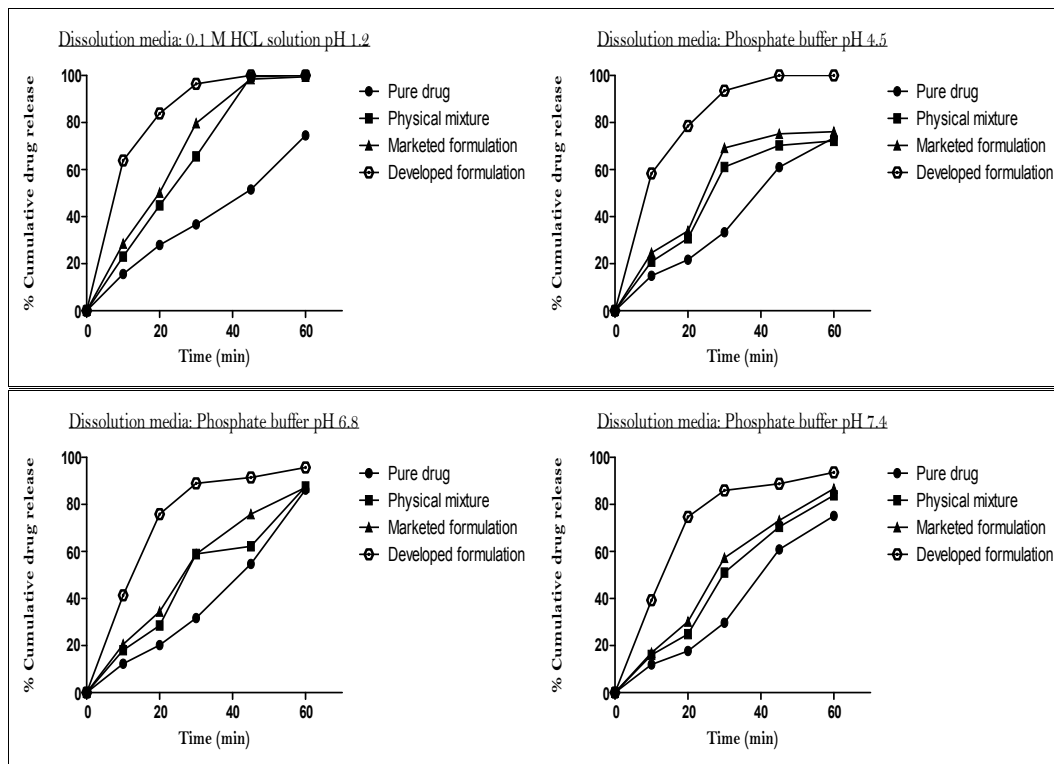 Dissolution media: 0.1 M HCL solution pH 1.2
% Cumulative drug release
100
80
60
40
20
0
0 20 40 60
Time (min)
Pure drug
Physical mixture
Marketed formulation
Developed formulation
Dissolution media: Phosphate buffer pH 4.5
% Cumulative drug release
100
80
60
40
20
0
0 20 40 60
Time (min)
Pure drug
Physical mixture
Marketed formulation
Developed formulation
Dissolution media: Phosphate buffer pH 6.8
% Cumulative drug release
100
80
60
40
20
0
0 20 40 60
Time (min)
Pure drug
Physical mixture
Marketed formulation
Developed formulation
Dissolution media: Phosphate buffer pH 7.4
% Cumulative drug release
100
80
60
40
20
0
0 20 40 60
Time (min)
Pure drug
Physical mixture
Marketed formulation
Developed formulation